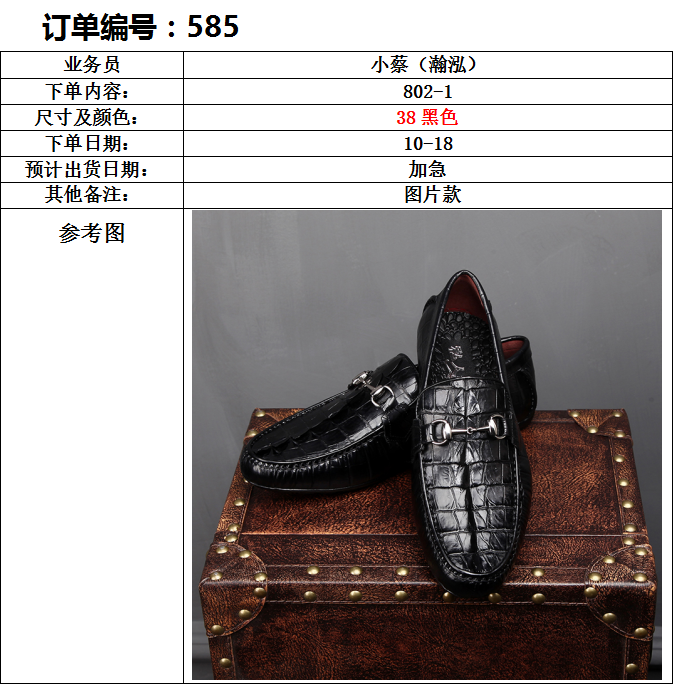 订单编号：585
业务员 小蔡（瀚泓）
下单内容： 802-1
尺寸及颜色： 38 黑色
下单日期： 10-18
预计出货日期： 加急
其他备注： 图片款
参考图